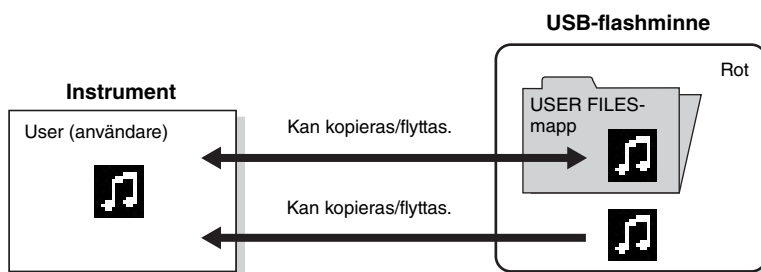 USB-flashminne
Rot
Instrument
USER FILES-
mapp
User (användare)
Kan kopieras/flyttas.
Kan kopieras/flyttas.